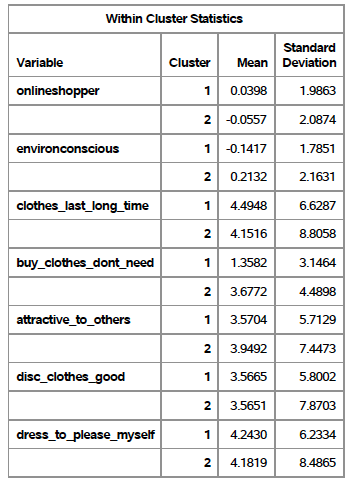 Within Cluster Statistics
Variable Cluster Mean Standard Deviation
onlineshopper 1 0.0398 1.9863
2 -0.0557 2.0874
environconscious 1 -0.1417 1.7851
2 0.2132 2.1631
clothes_last_long_time 1 4.4948 6.6287
2 4.1516 8.8058
buy_clothes_dont_need 1 1.3582 3.1464
2 3.6772 4.4898
attractive_to_others 1 3.5704 5.7129
2 3.9492 7.4473
disc_clothes_good 1 3.5665 5.8002
2 3.5651 7.8703
dress_to_please_myself 1 4.2430 6.2334
2 4.1819 8.4865